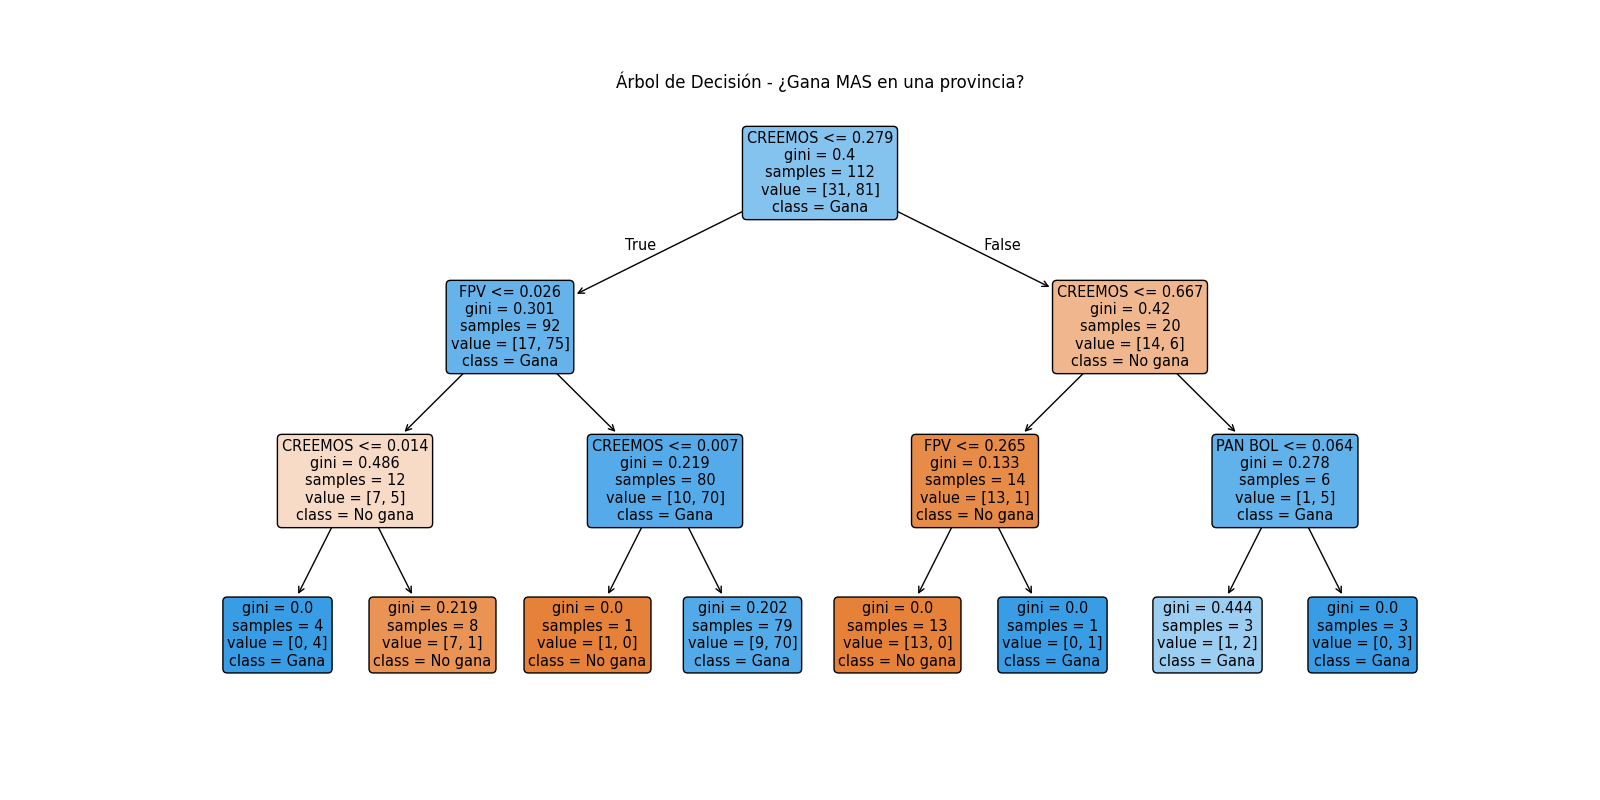 Árbol de Decisión - ¿Gana MAS en una provincia?
CREEMOS <= 0.279
gini = 0.4
samples = 112
value = [31, 81]
class = Gana
True
False
FPV <= 0.026
gini = 0.301
samples = 92
value = [17, 75]
class = Gana
CREEMOS <= 0.667
gini = 0.42
samples = 20
value = [14, 6]
class = No gana
CREEMOS <= 0.014
gini = 0.486
samples = 12
value = [7, 5]
class = No gana
CREEMOS <= 0.007
gini = 0.219
samples = 80
value = [10, 70]
class = Gana
FPV <= 0.265
gini = 0.133
samples = 14
value = [13, 1]
class = No gana
PAN BOL <= 0.064
gini = 0.278
samples = 6
value = [1, 5]
class = Gana
gini = 0.0
samples = 4
value = [0, 4]
class = Gana
gini = 0.219
samples = 8
value = [7, 1]
class = No gana
gini = 0.0
samples = 1
value = [1, 0]
class = No gana
gini = 0.202
samples = 79
value = [9, 70]
class = Gana
gini = 0.0
samples = 13
value = [13, 0]
class = No gana
gini = 0.0
samples = 1
value = [0, 1]
class = Gana
gini = 0.444
samples = 3
value = [1, 2]
class = Gana
gini = 0.0
samples = 3
value = [0, 3]
class = Gana